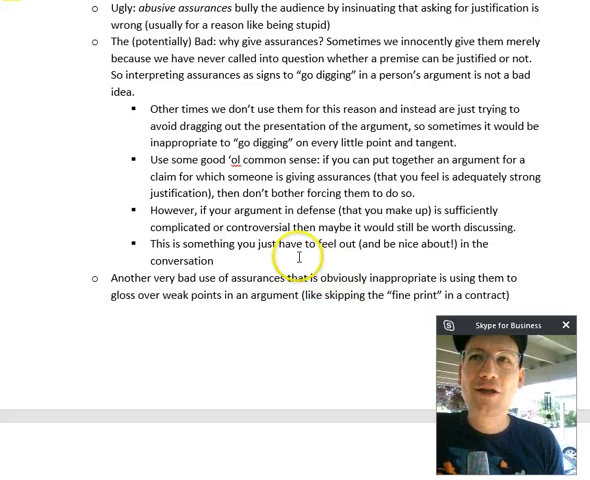 o Ugly: abusive assurances bully the audience by insinuating that asking for justification is
wrong (usually for a reason like being stupid)
o The (potentially) Bad: why give assurances? Sometimes we innocently give them merely
because we have never called into question whether a premise can be justified or not.
So interpreting assurances as signs to “go digging” in a person’s argument is not a bad
idea.
▪ Other times we don’t use them for this reason and instead are just trying to
avoid dragging out the presentation of the argument, so sometimes it would be
inappropriate to “go digging” on every little point and tangent.
▪ Use some good ‘ol common sense: if you can put together an argument for a
claim for which someone is giving assurances (that you feel is adequately strong
justification), then don’t bother forcing them to do so.
▪ However, if your argument in defense (that you make up) is sufficiently
complicated or controversial then maybe it would still be worth discussing.
▪ This is something you just have to feel out (and be nice about!) in the
conversation
o Another very bad use of assurances that is obviously inappropriate is using them to
gloss over weak points in an argument (like skipping the “fine print” in a contract)
Skype for Business